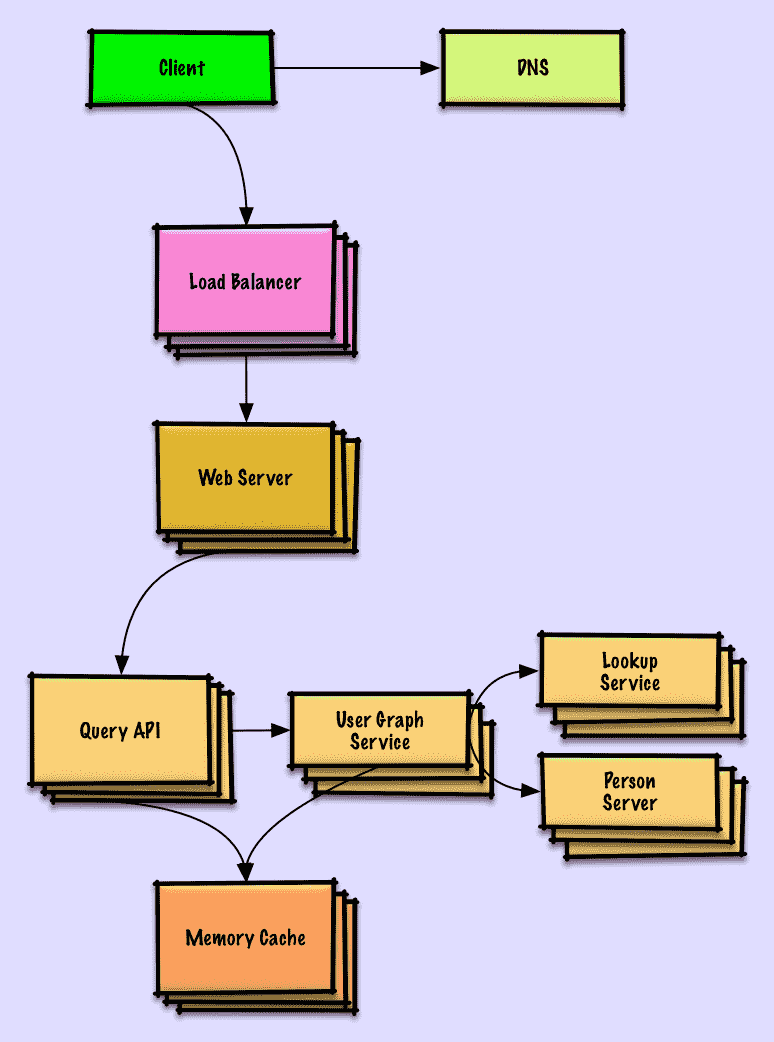 Client
DNS
Load Balancer
Web Server
Query API
User Graph
Service
Lookup
Service
Person
Server
Memory Cache